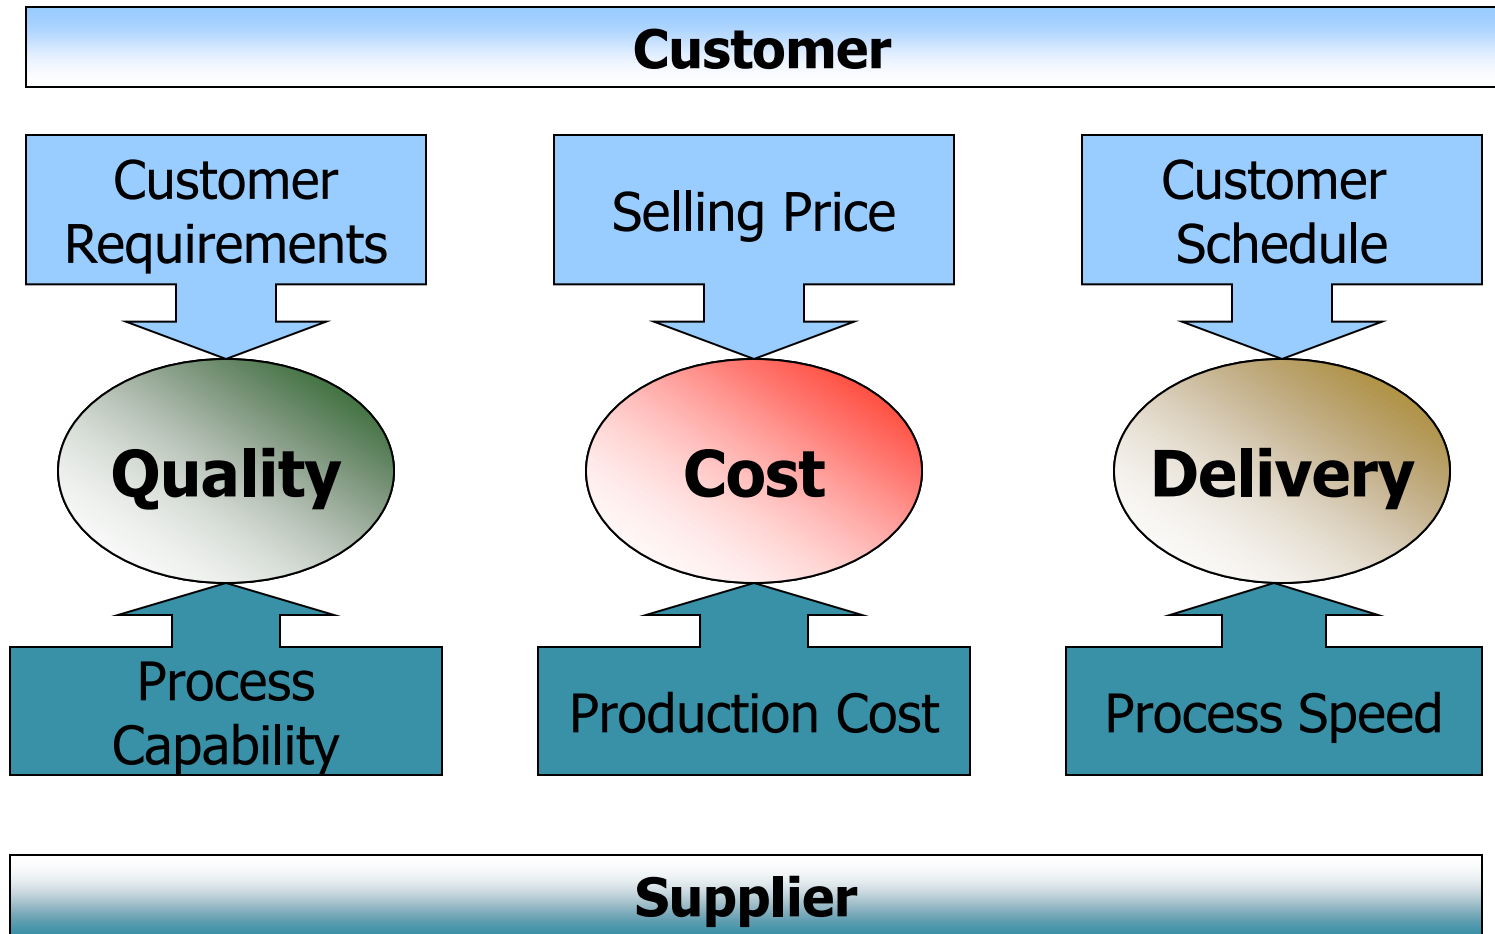 Customer
Customer
Requirements
Selling Price
Customer
Schedule
Quality
Cost
Delivery
Process
Capability
Production Cost
Process Speed
Supplier